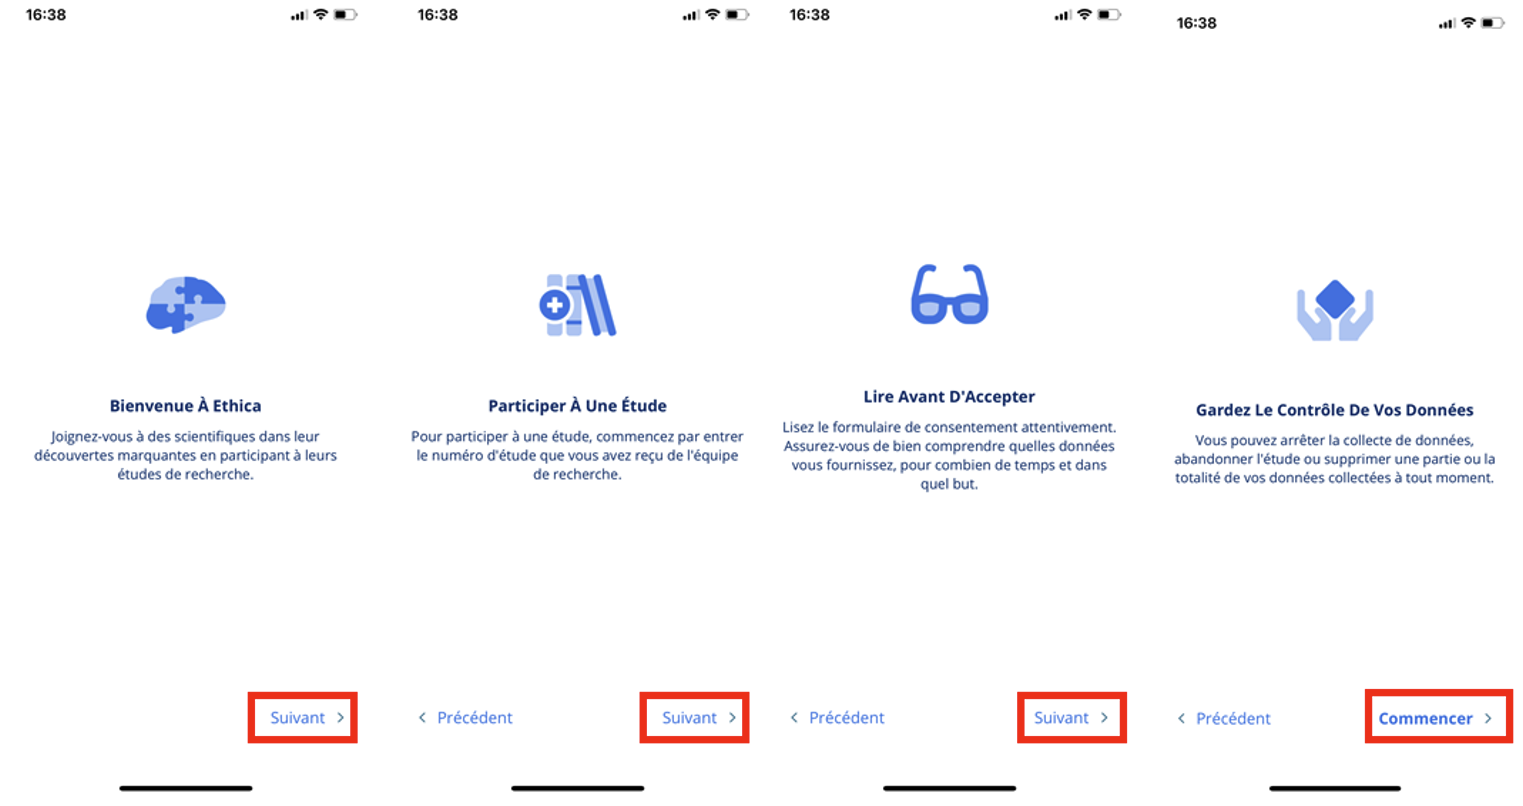 16:38
Bienvenue À Ethica
Joignez-vous à des scientifiques dans leur
découvertes marquantes en participant à leurs
études de recherche.
Suivant
16:38
Participer À Une Étude
Pour participer à une étude, commencez par entrer
le numéro d'étude que vous avez reçu de l'équipe
de recherche.
Précédent
Suivant
16:38
Lire Avant D'Accepter
Lisez le formulaire de consentement attentivement.
Assurez-vous de bien comprendre quelles données
vous fournissez, pour combien de temps et dans
quel but.
Précédent
Suivant
16:38
Gardez Le Contrôle De Vos Données
Vous pouvez arrêter la collecte de données,
abandonner l'étude ou supprimer une partie ou la
totalité de vos données collectées à tout moment.
Précédent
Commencer